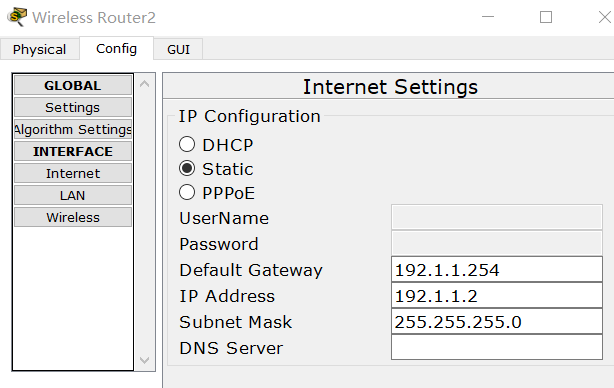 Wireless Router2
Physical Config GUI
GLOBAL
Settings
Algorithm Settings
INTERFACE
Internet
LAN
Wireless
Internet Settings
IP Configuration
DHCP
Static
PPPoE
UserName
Password
Default Gateway 192.1.1.254
IP Address 192.1.1.2
Subnet Mask 255.255.255.0
DNS Server